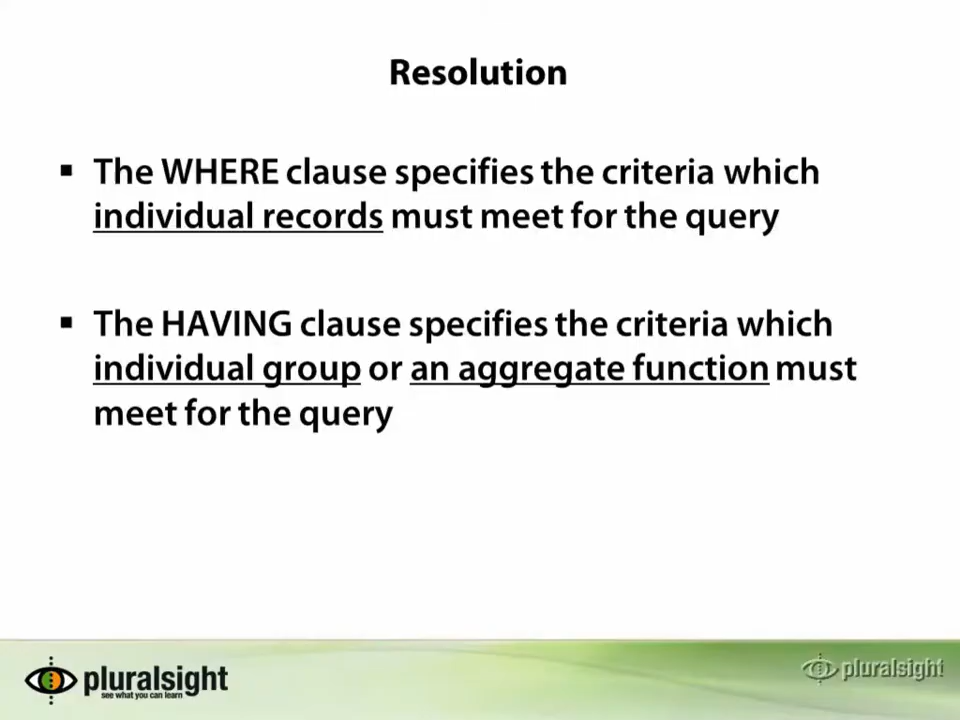 Resolution
▪ The WHERE clause specifies the criteria which
individual records must meet for the query
▪ The HAVING clause specifies the criteria which
individual group or an aggregate function must
meet for the query
pluralsight
see what you can learn
pluralsight